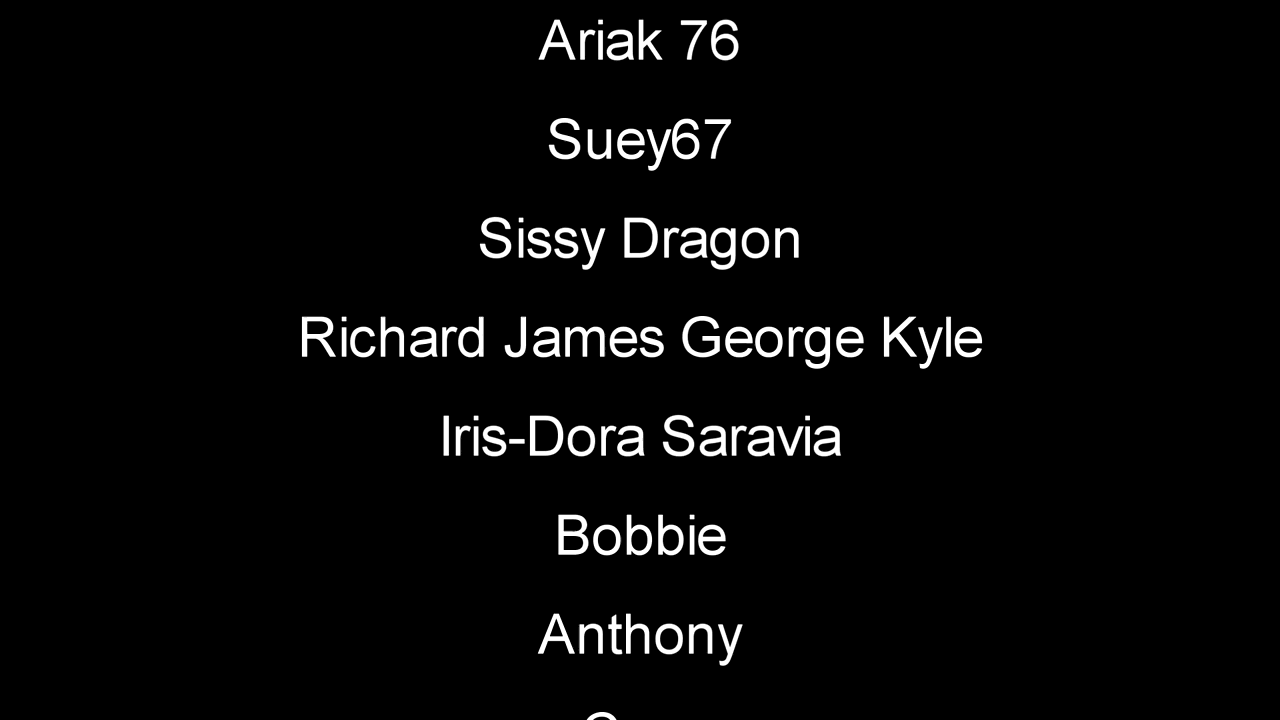 Ariak 76
Suey67
Sissy Dragon
Richard James George Kyle
Iris-Dora Saravia
Bobbie
Anthony